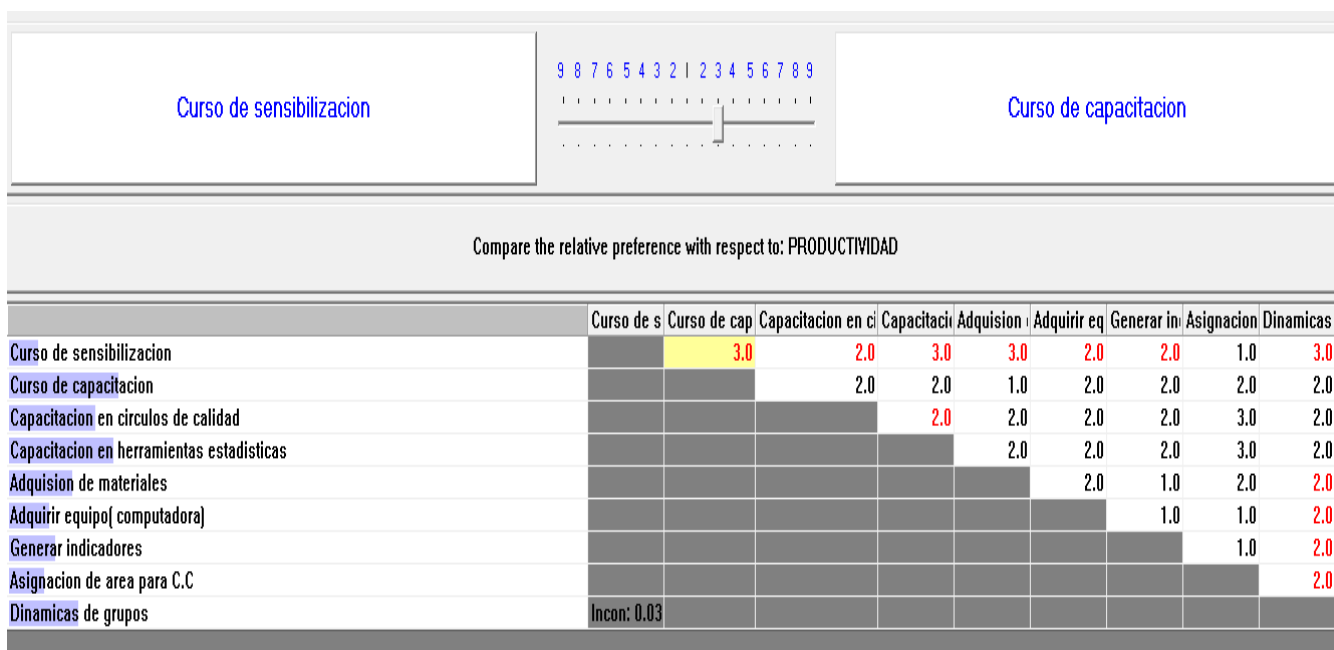 9 8 7 6 5 4 3 2 | 2 3 4 5 6 7 8 9
Curso de sensibilizacion
Curso de capacitacion
Compare the relative preference with respect to: PRODUCTIVIDAD
Curso de s Curso de cap Capacitacion en ci Capacitaci Adquision Adquirir eq Generar in Asignacion Dinamicas
Curso de sensibilizacion 3.0 2.0 3.0 3.0 2.0 2.0 1.0 3.0
Curso de capacitacion 2.0 2.0 1.0 2.0 2.0 2.0 2.0
Capacitacion en circulos de calidad 2.0 2.0 2.0 2.0 3.0 2.0
Capacitacion en herramientas estadisticas 2.0 2.0 2.0 3.0 2.0
Adquision de materiales 2.0 1.0 2.0 2.0
Adquirir equipo( computadora) 1.0 1.0 2.0
Generar indicadores 1.0 2.0
Asignacion de area para C.C 2.0
Dinamicas de grupos Incon: 0.03